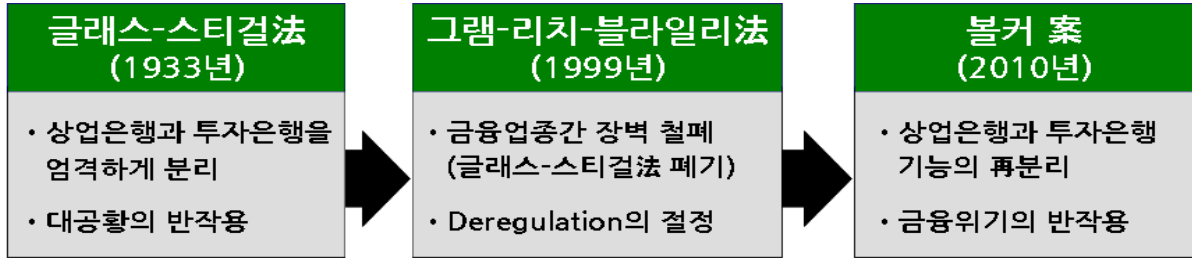 글래스-스티걸法
(1933년)
· 상업은행과 투자은행을
엄격하게 분리
· 대공황의 반작용
그램-리치-블라일리法
(1999년)
· 금융업종간 장벽 철폐
(글래스-스티걸法 폐기)
· Deregulation의 절정
볼커 案
(2010년)
· 상업은행과 투자은행
기능의 再분리
· 금융위기의 반작용